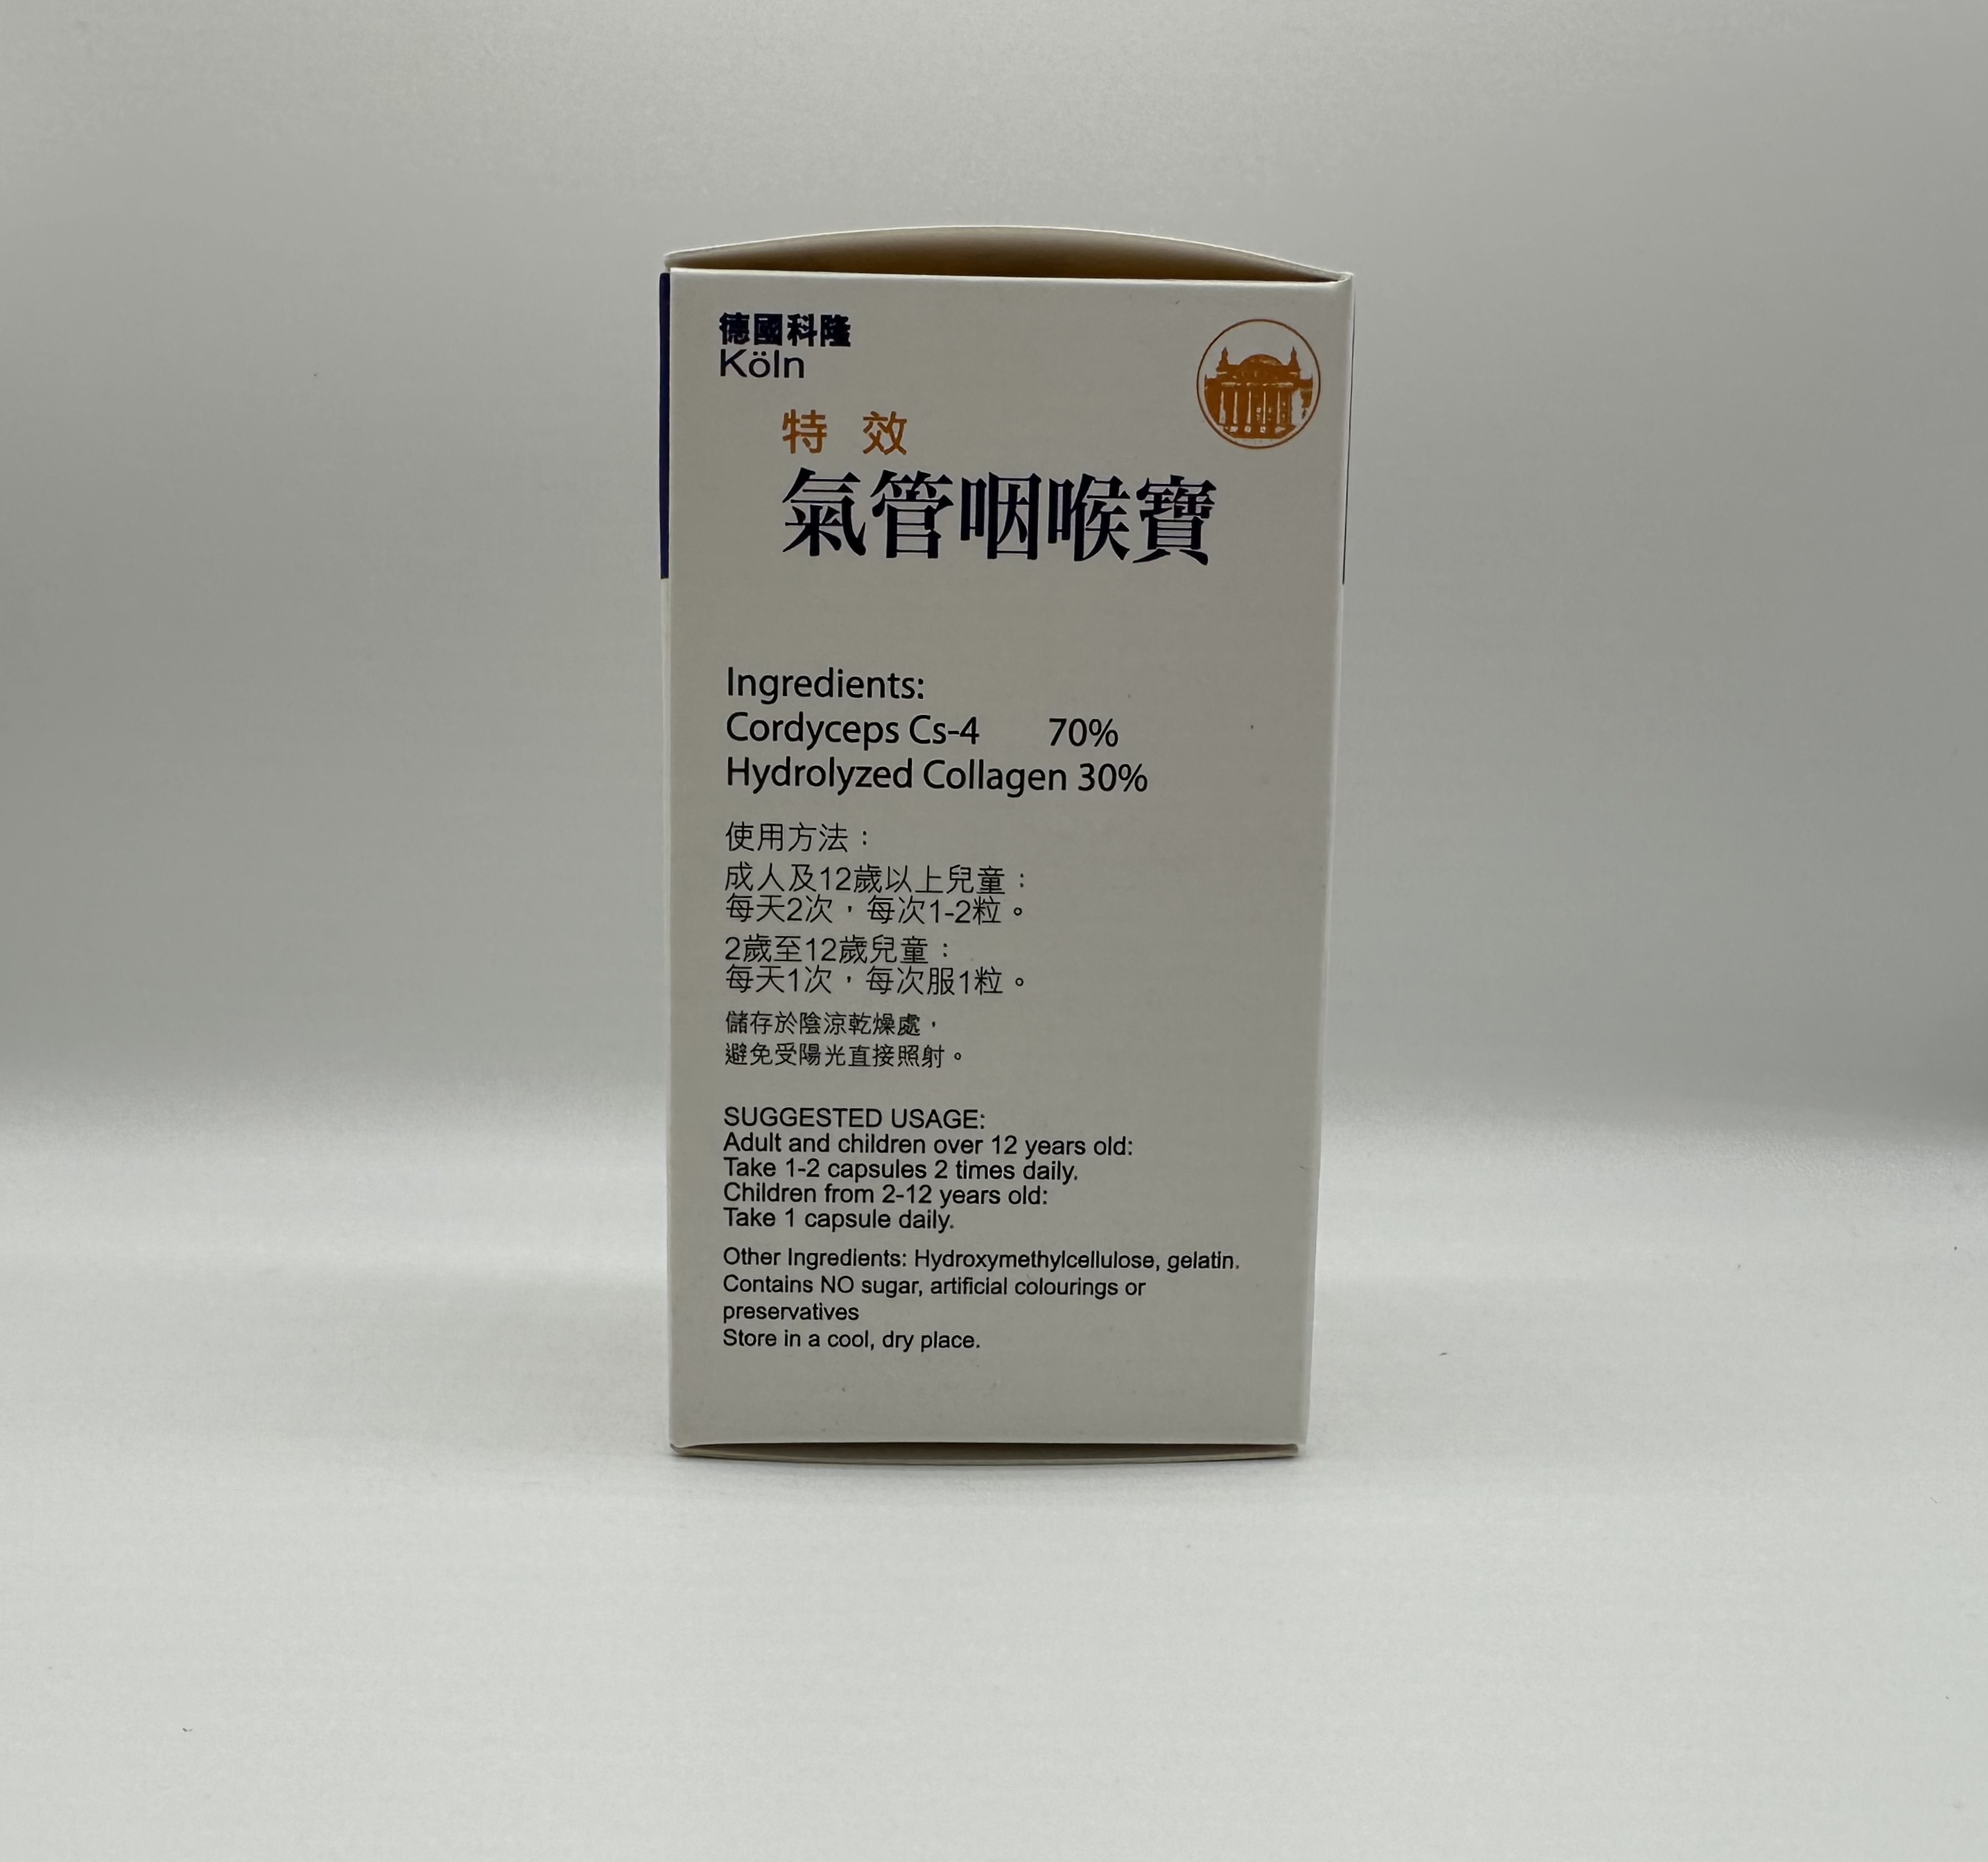 德國科隆
Köln
特效
氣管咽喉寶
Ingredients:
Cordyceps Cs-4 70%
Hydrolyzed Collagen 30%
使用方法：
成人及12歲以上兒童：
每天2次，每次1-2粒。
2歲至12歲兒童：
每天1次，每次服1粒。
儲存於陰涼乾燥處，
避免受陽光直接照射。
SUGGESTED USAGE:
Adult and children over 12 years old:
Take 1-2 capsules 2 times daily.
Children from 2-12 years old:
Take 1 capsule daily.
Other Ingredients: Hydroxymethylcellulose, gelatin.
Contains NO sugar, artificial colourings or
preservatives
Store in a cool, dry place.